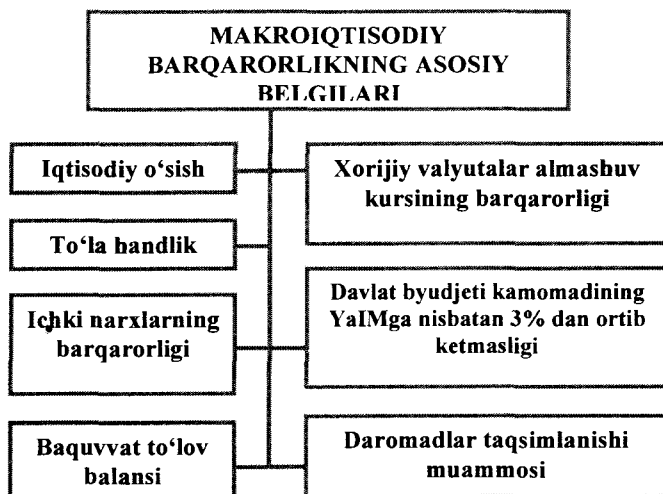 MAKROIQTISODIY
BARQARORLIKNING ASOSIY
BELGILARI
Iqtisodiy o‘sish
Xorijiy valyutalar almashuv
kursining barqarorligi
To‘la handlik
Ichki narxlarning
barqarorligi
Davlat byudjeti kamomadining
YaIMga nisbatan 3% dan ortib
ketmasligi
Baquvvat to‘lov
balansi
Daromadlar taqsimlanishi
muammosi